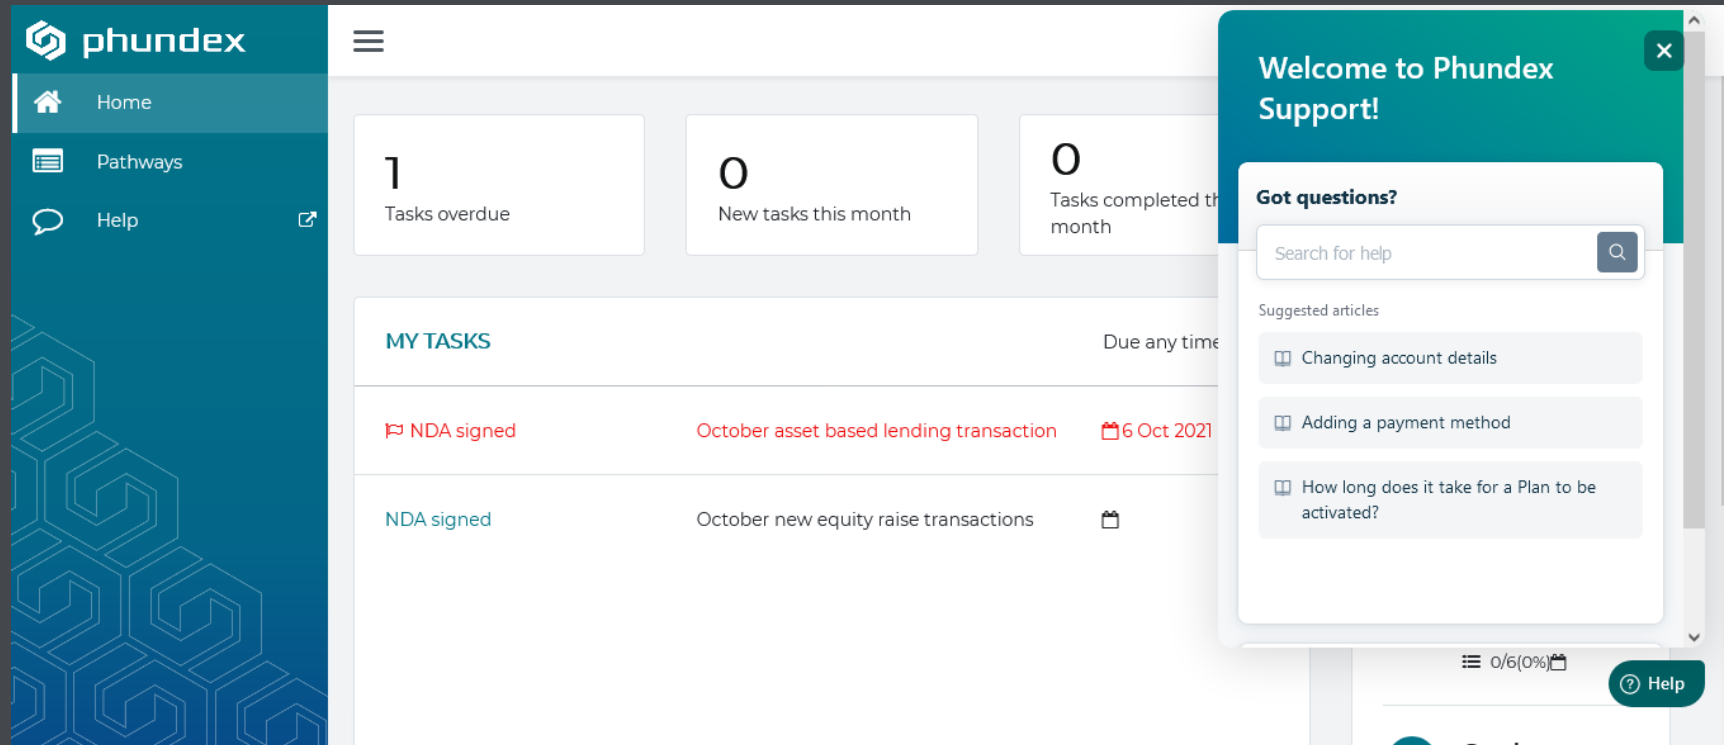 phundex
Home
Pathways
Help
1
Tasks overdue
0
New tasks this month
0
Tasks completed
month
MY TASKS
Due any time
NDA signed
October asset based lending transaction
6 Oct 2021
NDA signed
October new equity raise transactions
Welcome to Phundex
Support!
Got questions?
Search for help
Suggested articles
Changing account details
Adding a payment method
How long does it take for a Plan to be
activated?
0/6(0%)
Help